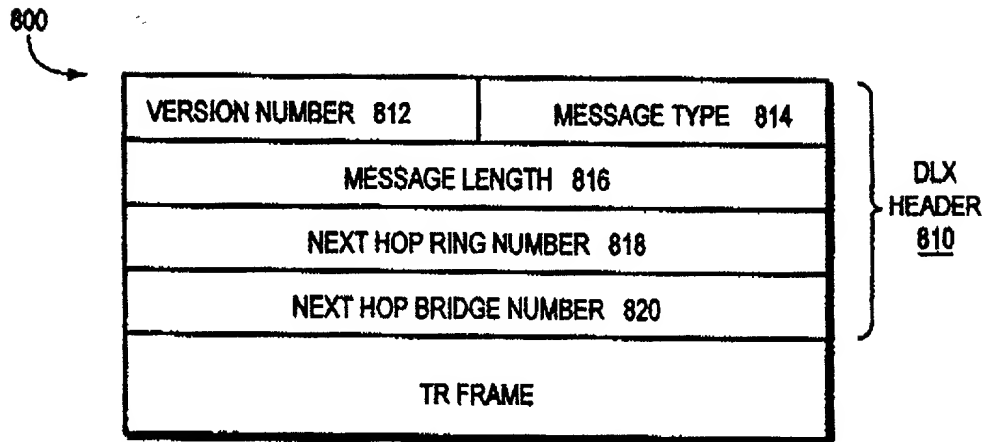 800
VERSION NUMBER 812 MESSAGE TYPE 814
MESSAGE LENGTH 816
NEXT HOP RING NUMBER 818
NEXT HOP BRIDGE NUMBER 820
TR FRAME
DLX
HEADER
810